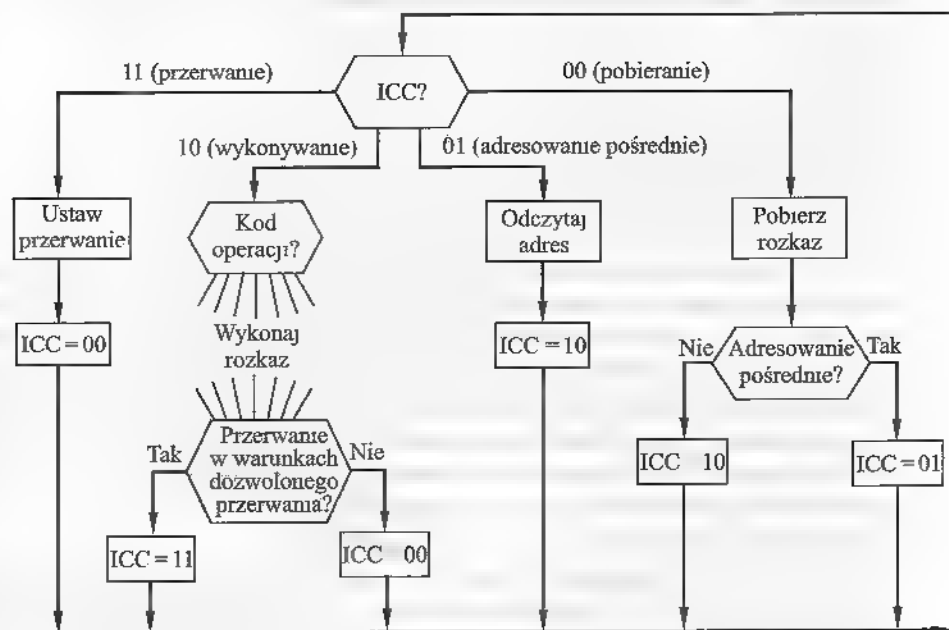 ICC?
11 (przerwanie)
00 (pobieranie)
10 (wykonywanie)
01 (adresowanie pośrednie)
Ustaw
przerwanie
Kod
operacji?
Odczytaj
adres
Pobierz
rozkaz
ICC = 00
Wykonaj
rozkaz
ICC = 10
Nie
Adresowanie
pośrednie?
Tak
Tak
Przerwanie
w warunkach
dozwolonego
przerwania?
Nie
ICC 10
ICC = 01
ICC = 11
ICC 00